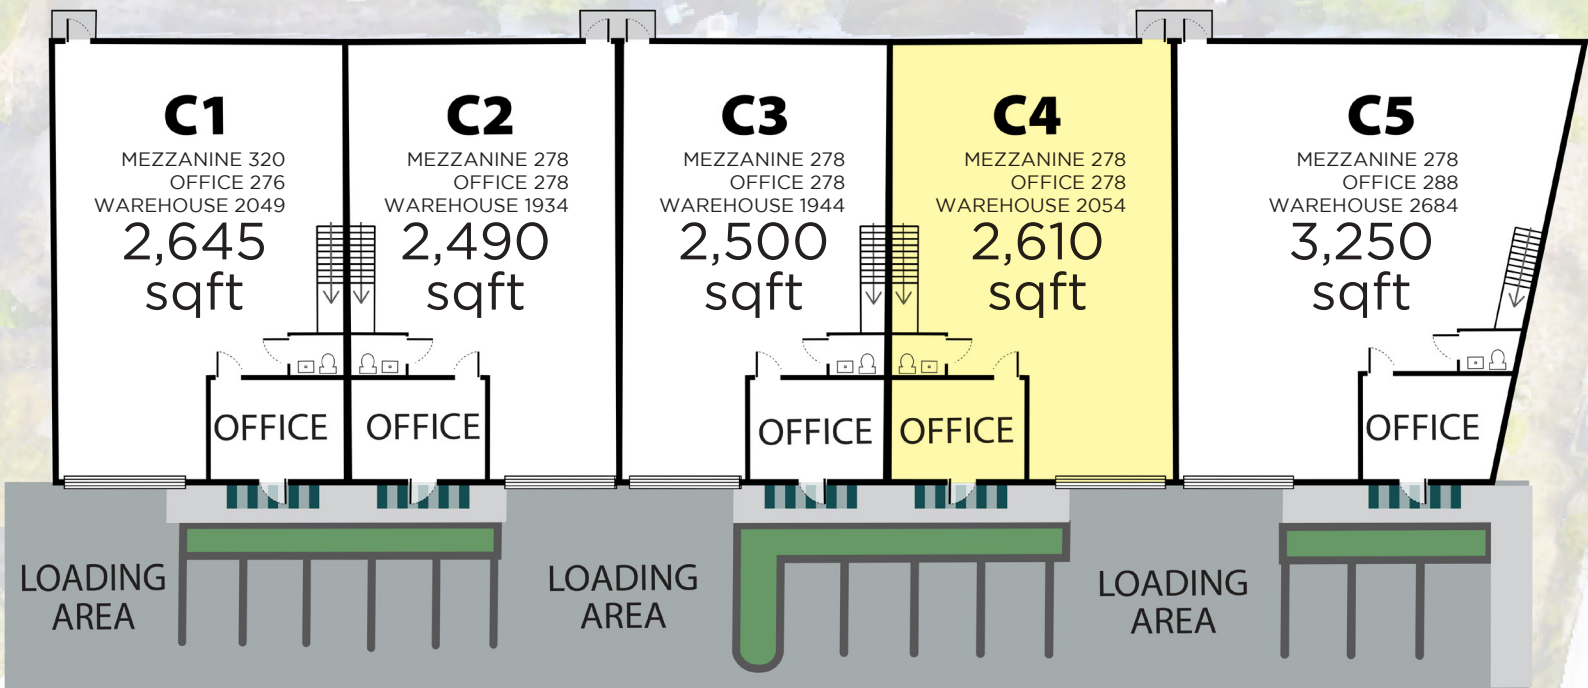 C1
MEZZANINE 320
OFFICE 276
WAREHOUSE 2049
2,645
sqft
OFFICE
C2
MEZZANINE 278
OFFICE 278
WAREHOUSE 1934
2,490
sqft
OFFICE
C3
MEZZANINE 278
OFFICE 278
WAREHOUSE 1944
2,500
sqft
OFFICE
C4
MEZZANINE 278
OFFICE 278
WAREHOUSE 2054
2,610
sqft
OFFICE
C5
MEZZANINE 278
OFFICE 288
WAREHOUSE 2684
3,250
sqft
OFFICE
LOADING
AREA
LOADING
AREA
LOADING
AREA